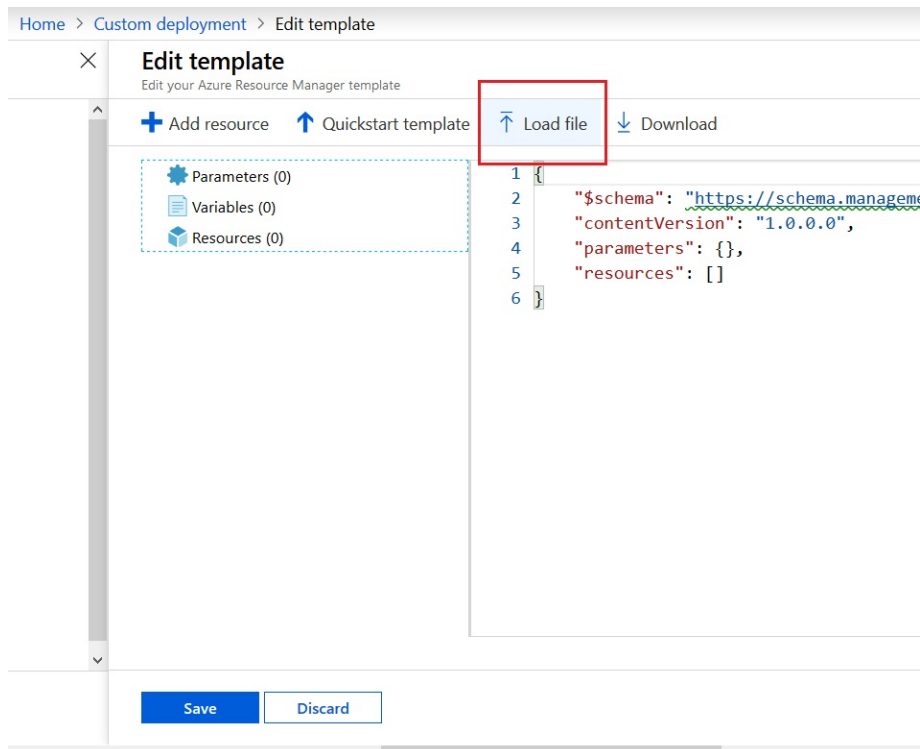 Home > Custom deployment > Edit template
Edit template
Edit your Azure Resource Manager template
Add resource Quickstart template Load file Download
Parameters (0)
Variables (0)
Resources (0)
1 {
2 "$schema": "https://schema.manageme
3 "contentVersion": "1.0.0.0",
4 "parameters": {},
5 "resources": []
6 }
Save Discard